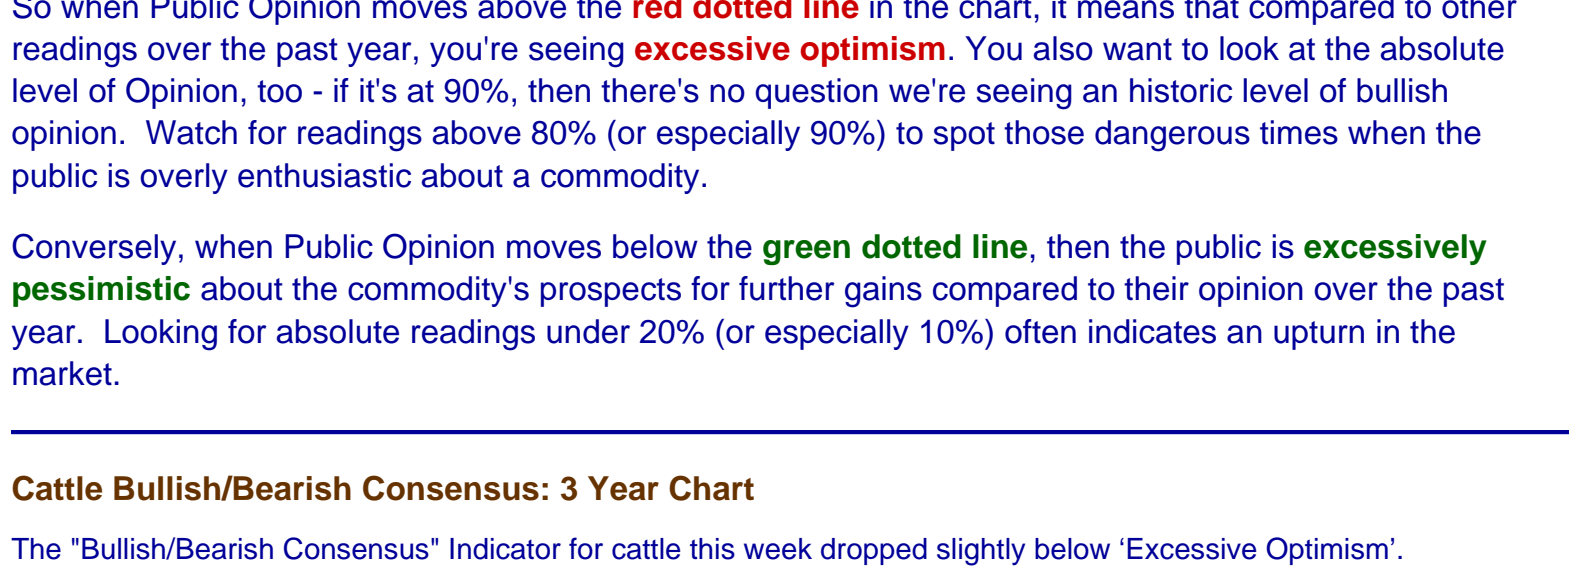 So when Public Opinion moves above the red dotted line in the chart, it means that compared to other
readings over the past year, you're seeing excessive optimism. You also want to look at the absolute
level of Opinion, too - if it's at 90%, then there's no question we're seeing an historic level of bullish
opinion.  Watch for readings above 80% (or especially 90%) to spot those dangerous times when the
public is overly enthusiastic about a commodity.
Conversely, when Public Opinion moves below the green dotted line, then the public is excessively
pessimistic about the commodity's prospects for further gains compared to their opinion over the past
year.  Looking for absolute readings under 20% (or especially 10%) often indicates an upturn in the
market.
Cattle Bullish/Bearish Consensus: 3 Year Chart
The "Bullish/Bearish Consensus" Indicator for cattle this week dropped slightly below ‘Excessive Optimism’.